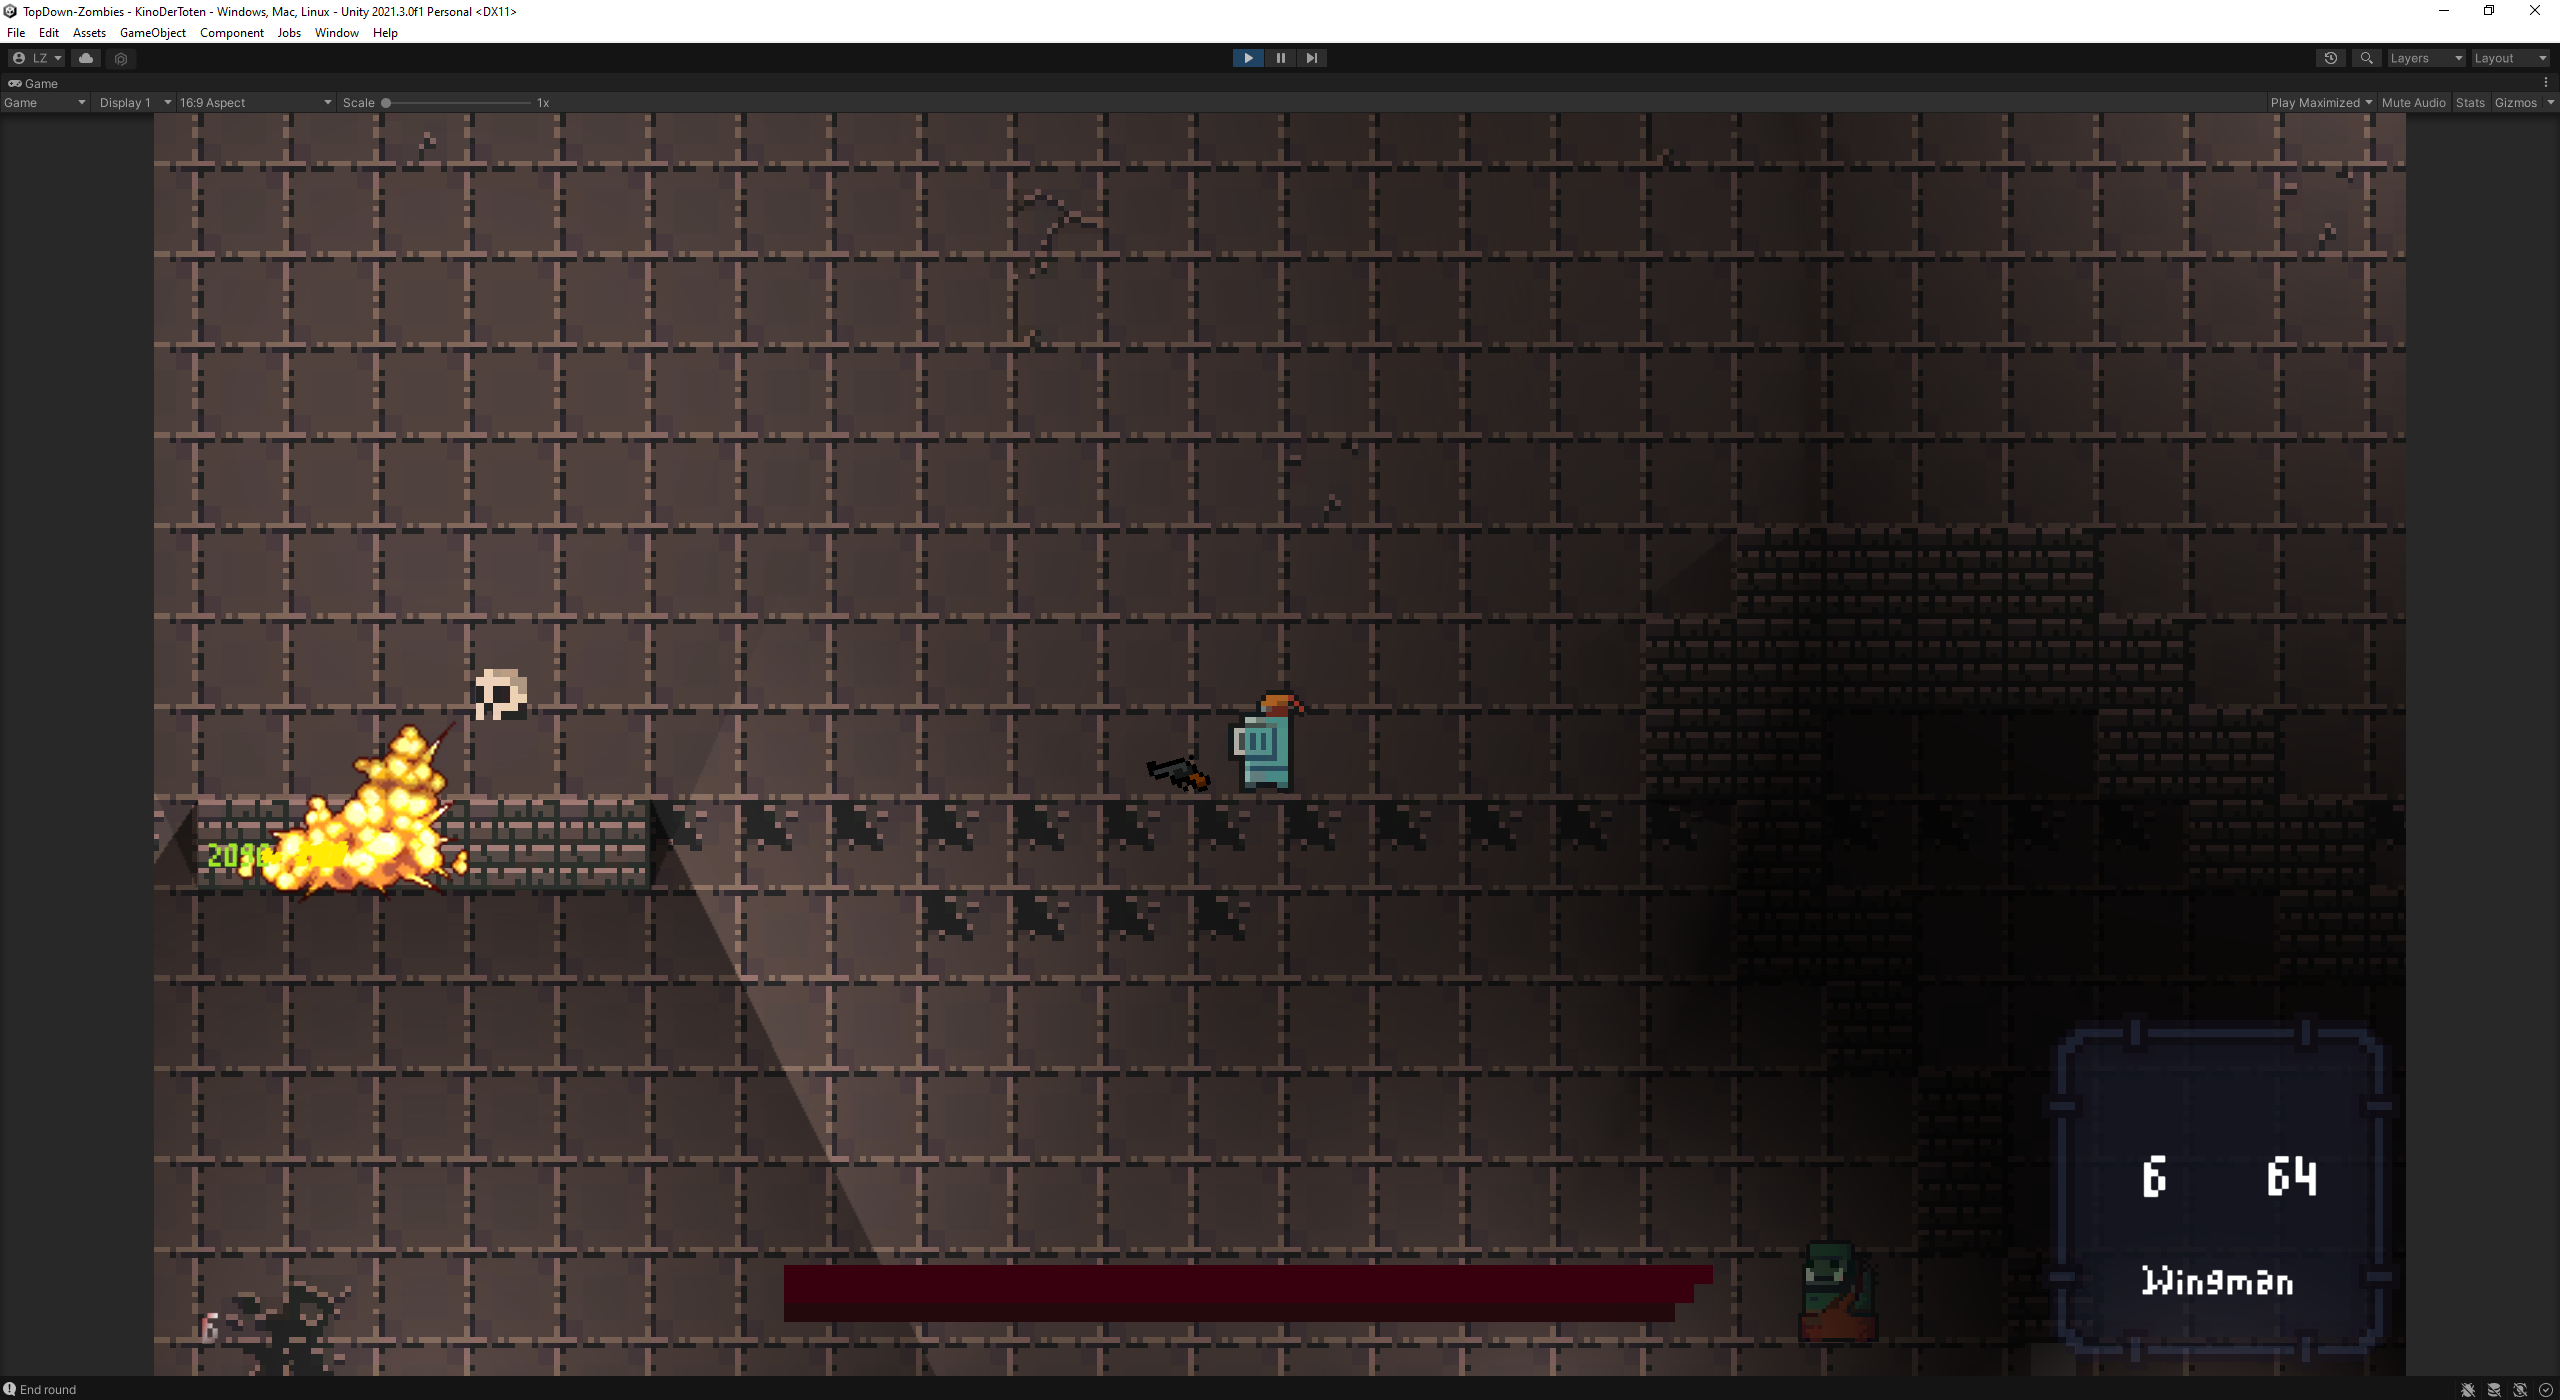 TopDown-Zombies - KinoDerToten - Windows, Mac, Linux - Unity 2021.3.0f1 Personal <DX11>
File Edit Assets GameObject Component Jobs Window Help
LZ Layers Layout
Game
Game Display 1 16:9 Aspect Scale 1x Play Maximized Mute Audio Stats Gizmos
6 64
Wingman
6
End round